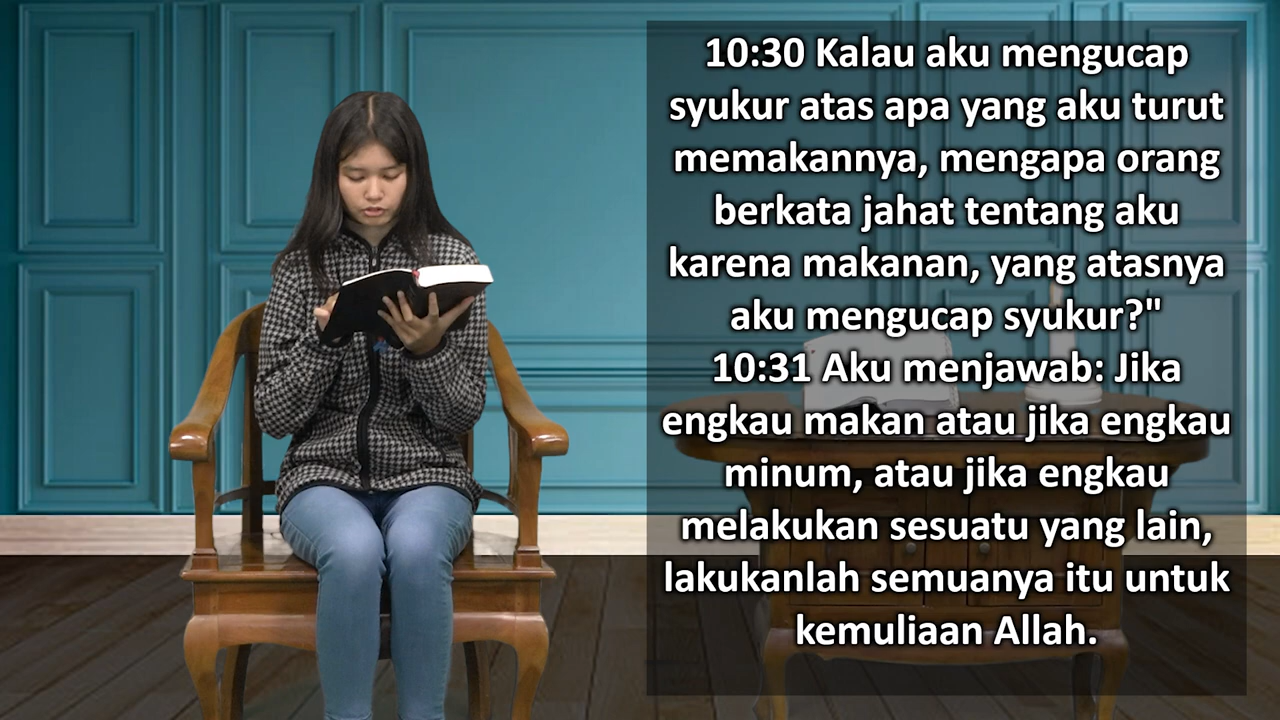 10:30 Kalau aku mengucap
syukur atas apa yang aku turut
memakannya, mengapa orang
berkata jahat tentang aku
karena makanan, yang atasnya
aku mengucap syukur?"
10:31 Aku menjawab: Jika
engkau makan atau jika engkau
minum, atau jika engkau
melakukan sesuatu yang lain,
lakukanlah semuanya itu untuk
kemuliaan Allah.